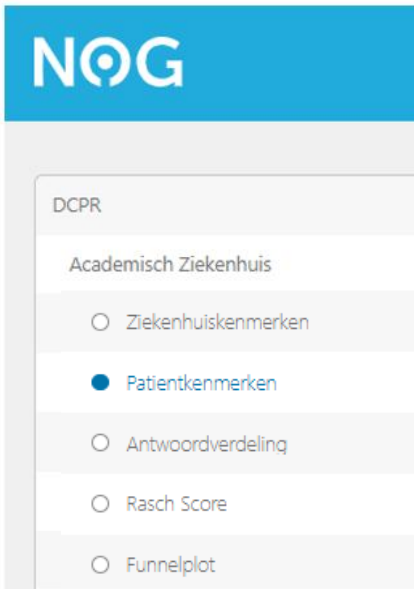 NOG
DCPR
Academisch Ziekenhuis
Ziekenhuiskenmerken
Patientkenmerken
Antwoordverdeling
Rasch Score
Funnelplot